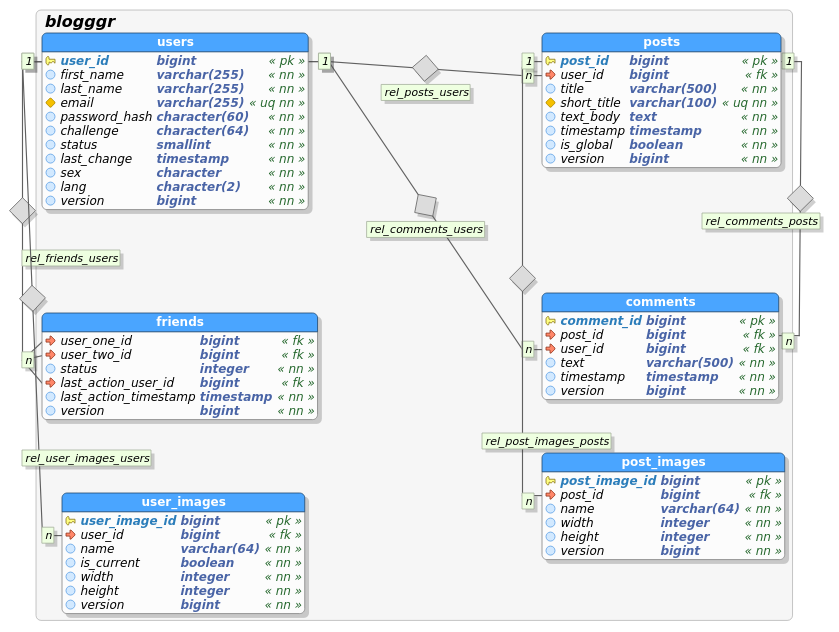 blogggr
users
user_id bigint « pk »
first_name varchar(255) « nn »
last_name varchar(255) « nn »
email varchar(255) « uq nn »
password_hash character(60) « nn »
challenge character(64) « nn »
status smallint « nn »
last_change timestamp « nn »
sex character « nn »
lang character(2) « nn »
version bigint « nn »
1
1
rel_posts_users
rel_comments_users
posts
post_id bigint « pk »
user_id bigint « fk »
title varchar(500) « nn »
short_title varchar(100) « uq nn »
text_body text « nn »
timestamp timestamp « nn »
is_global boolean « nn »
version bigint « nn »
1
n
1
rel_comments_posts
rel_friends_users
friends
user_one_id bigint « fk »
user_two_id bigint « fk »
status integer « nn »
last_action_user_id bigint « fk »
last_action_timestamp timestamp « nn »
version bigint « nn »
n
comments
comment_id bigint « pk »
post_id bigint « fk »
user_id bigint « fk »
text varchar(500) « nn »
timestamp timestamp « nn »
version bigint « nn »
n
n
rel_user_images_users
rel_post_images_posts
user_images
user_image_id bigint « pk »
user_id bigint « fk »
name varchar(64) « nn »
is_current boolean « nn »
width integer « nn »
height integer « nn »
version bigint « nn »
n
post_images
post_image_id bigint « pk »
post_id bigint « fk »
name varchar(64) « nn »
width integer « nn »
height integer « nn »
version bigint « nn »
n